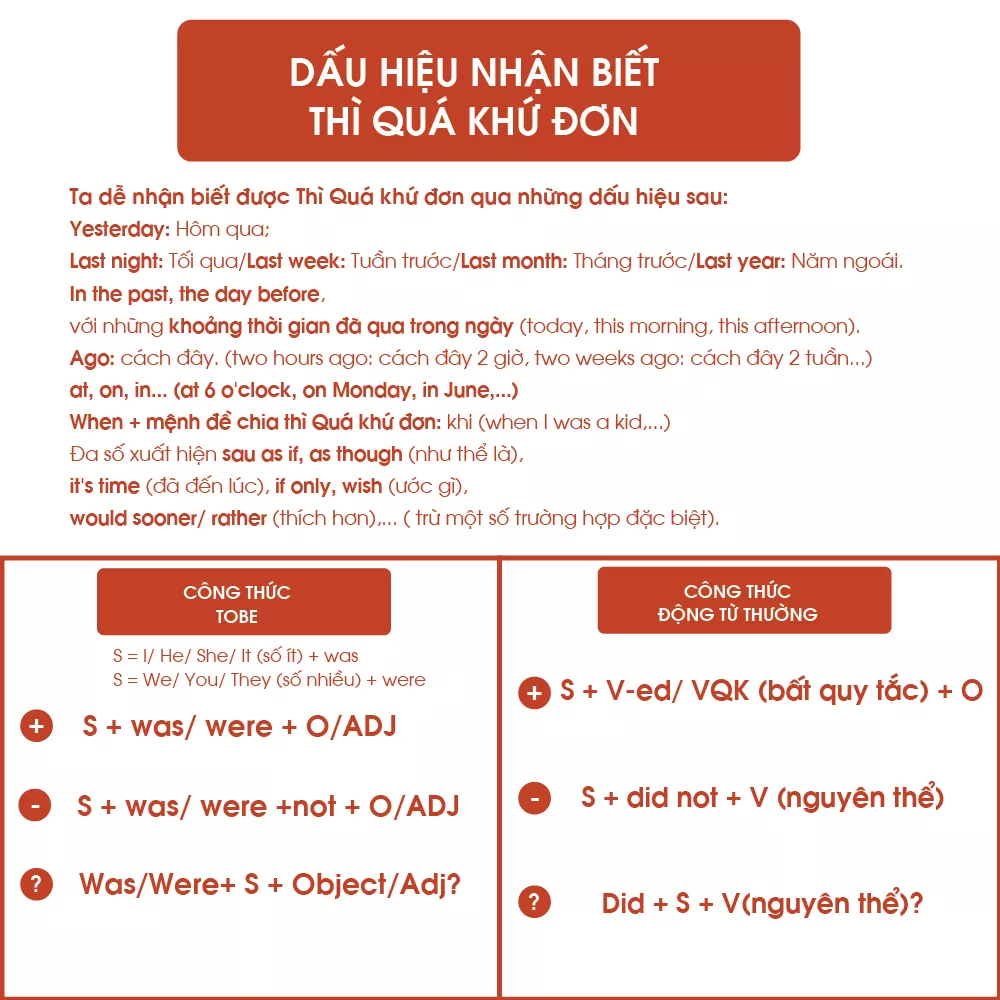 DẤU HIỆU NHẬN BIẾT
THÌ QUÁ KHỨ ĐƠN
Ta dễ nhận biết được Thì Quá khứ đơn qua những dấu hiệu sau:
Yesterday: Hôm qua;
Last night: Tối qua/Last week: Tuần trước/Last month: Tháng trước/Last year: Năm ngoái.
In the past, the day before,
với những khoảng thời gian đã qua trong ngày (today, this morning, this afternoon).
Ago: cách đây. (two hours ago: cách đây 2 giờ, two weeks ago: cách đây 2 tuần...)
at, on, in... (at 6 o'clock, on Monday, in June,...)
When + mệnh đề chia thì Quá khứ đơn: khi (when I was a kid,...)
Đa số xuất hiện sau as if, as though (như thể là),
it's time (đã đến lúc), if only, wish (ước gì),
would sooner/ rather (thích hơn),... ( trừ một số trường hợp đặc biệt).
CÔNG THỨC
TOBE
S = I/ He/ She/ It (số ít) + was
S = We/ You/ They (số nhiều) + were
+ S + was/ were + O/ADJ
- S + was/ were +not + O/ADJ
? Was/Were+ S + Object/Adj?
CÔNG THỨC
ĐỘNG TỪ THƯỜNG
+ S + V-ed/ VQK (bất quy tắc) + O
- S + did not + V (nguyên thể)
? Did + S + V(nguyên thể)?